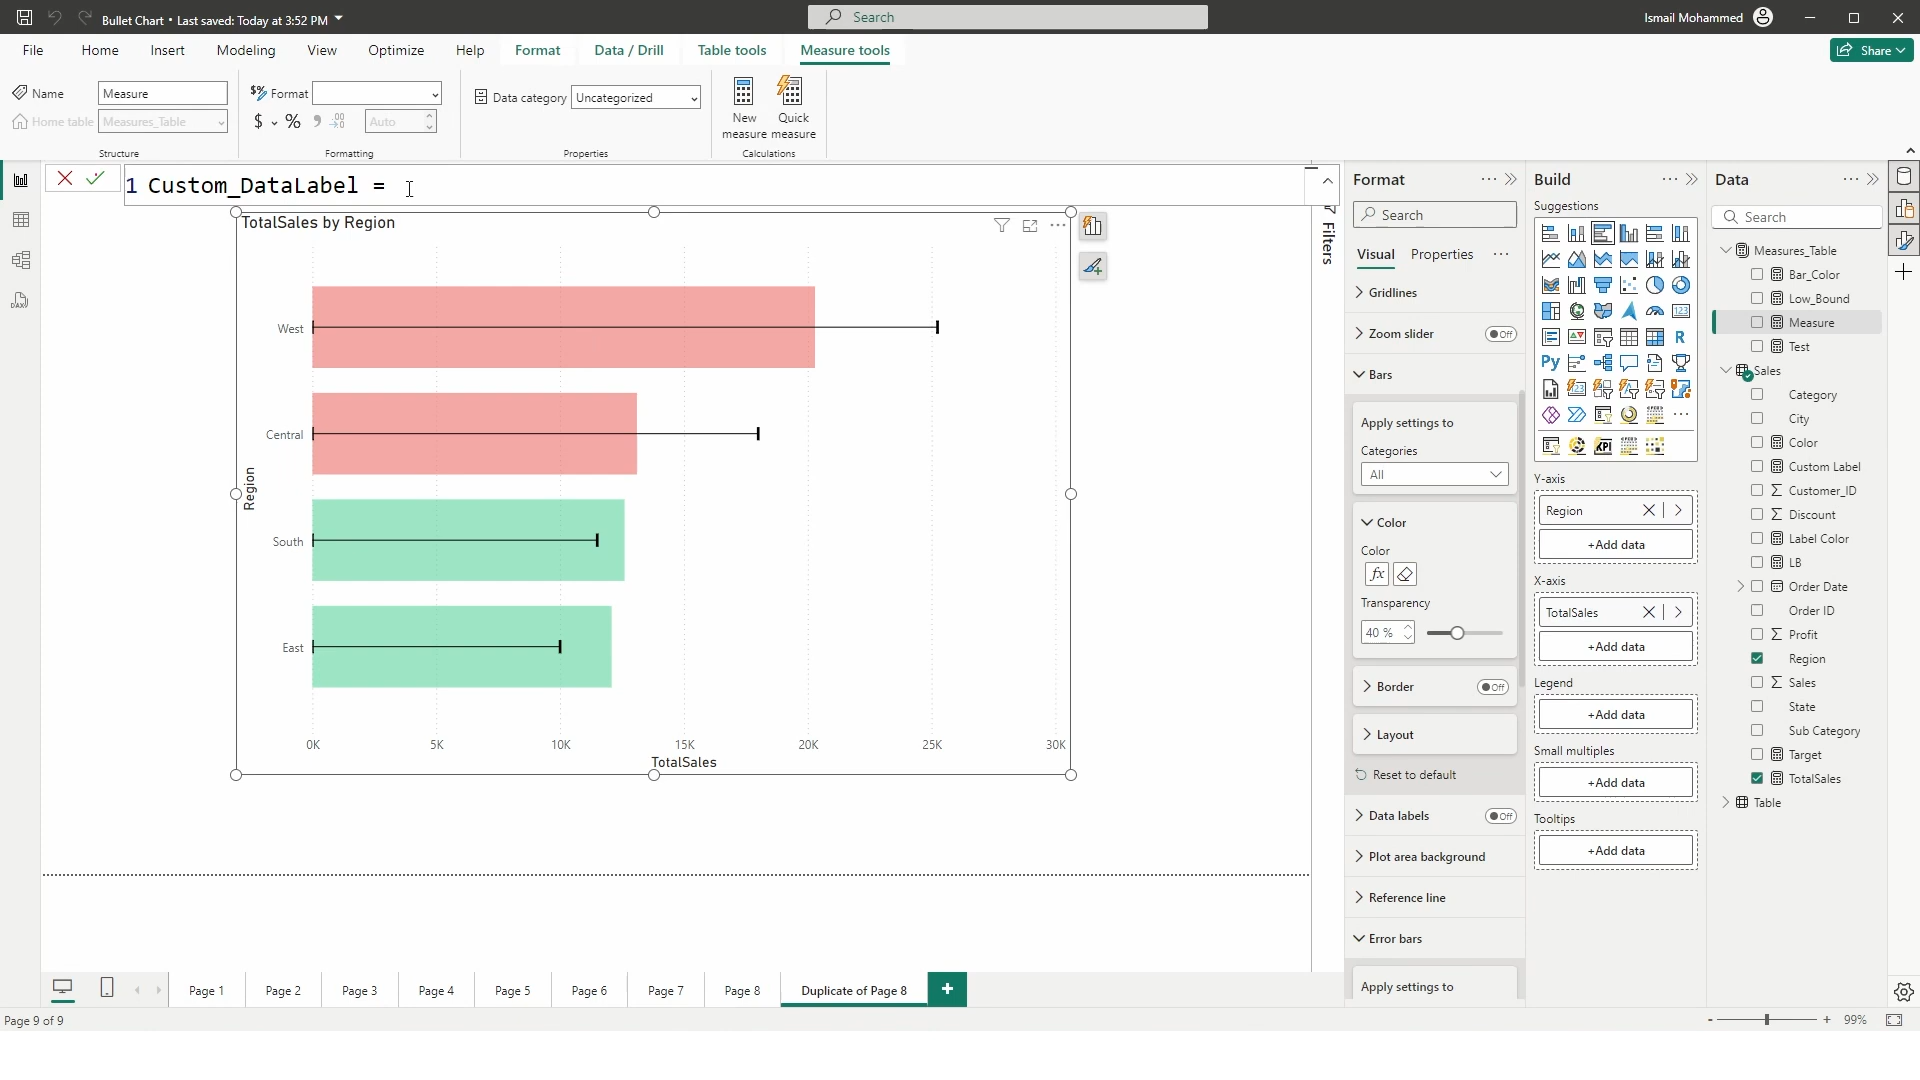 Bullet Chart • Last saved: Today at 3:52 PM
Search
Ismail Mohammed
File Home Insert Modeling View Optimize Help Format Data / Drill Table tools Measure tools
Share
Name Measure
Home table Measures_Table
Structure
Format
$ % Auto
Formatting
Data category Uncategorized
Properties
New measure
Quick measure
Calculations
1 Custom_DataLabel =
TotalSales by Region
West
Central
South
East
Region
0K 5K 10K 15K 20K 25K 30K
TotalSales
Filters
Format
Search
Visual Properties
Gridlines
Zoom slider Off
Bars
Apply settings to
Categories
All
Color
Color
fx
Transparency
40 %
Border Off
Layout
Reset to default
Data labels Off
Plot area background
Reference line
Error bars
Apply settings to
Build
Suggestions
123
R
Py
KPI
Y-axis
Region
+Add data
X-axis
TotalSales
+Add data
Legend
+Add data
Small multiples
+Add data
Tooltips
+Add data
Data
Search
Measures_Table
Bar_Color
Low_Bound
Measure
Test
Sales
Category
City
Color
Custom Label
Customer_ID
Discount
Label Color
LB
Order Date
Order ID
Profit
Region
Sales
State
Sub Category
Target
TotalSales
Table
DAX
Page 1 Page 2 Page 3 Page 4 Page 5 Page 6 Page 7 Page 8 Duplicate of Page 8 +
Page 9 of 9
- + 99%